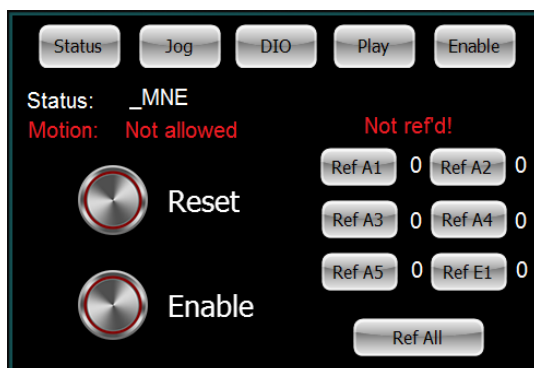 Status Jog DIO Play Enable
Status: _MNE
Motion: Not allowed
Not ref'd!
Ref A1 0 Ref A2 0
Reset
Ref A3 0 Ref A4 0
Ref A5 0 Ref E1 0
Enable
Ref All